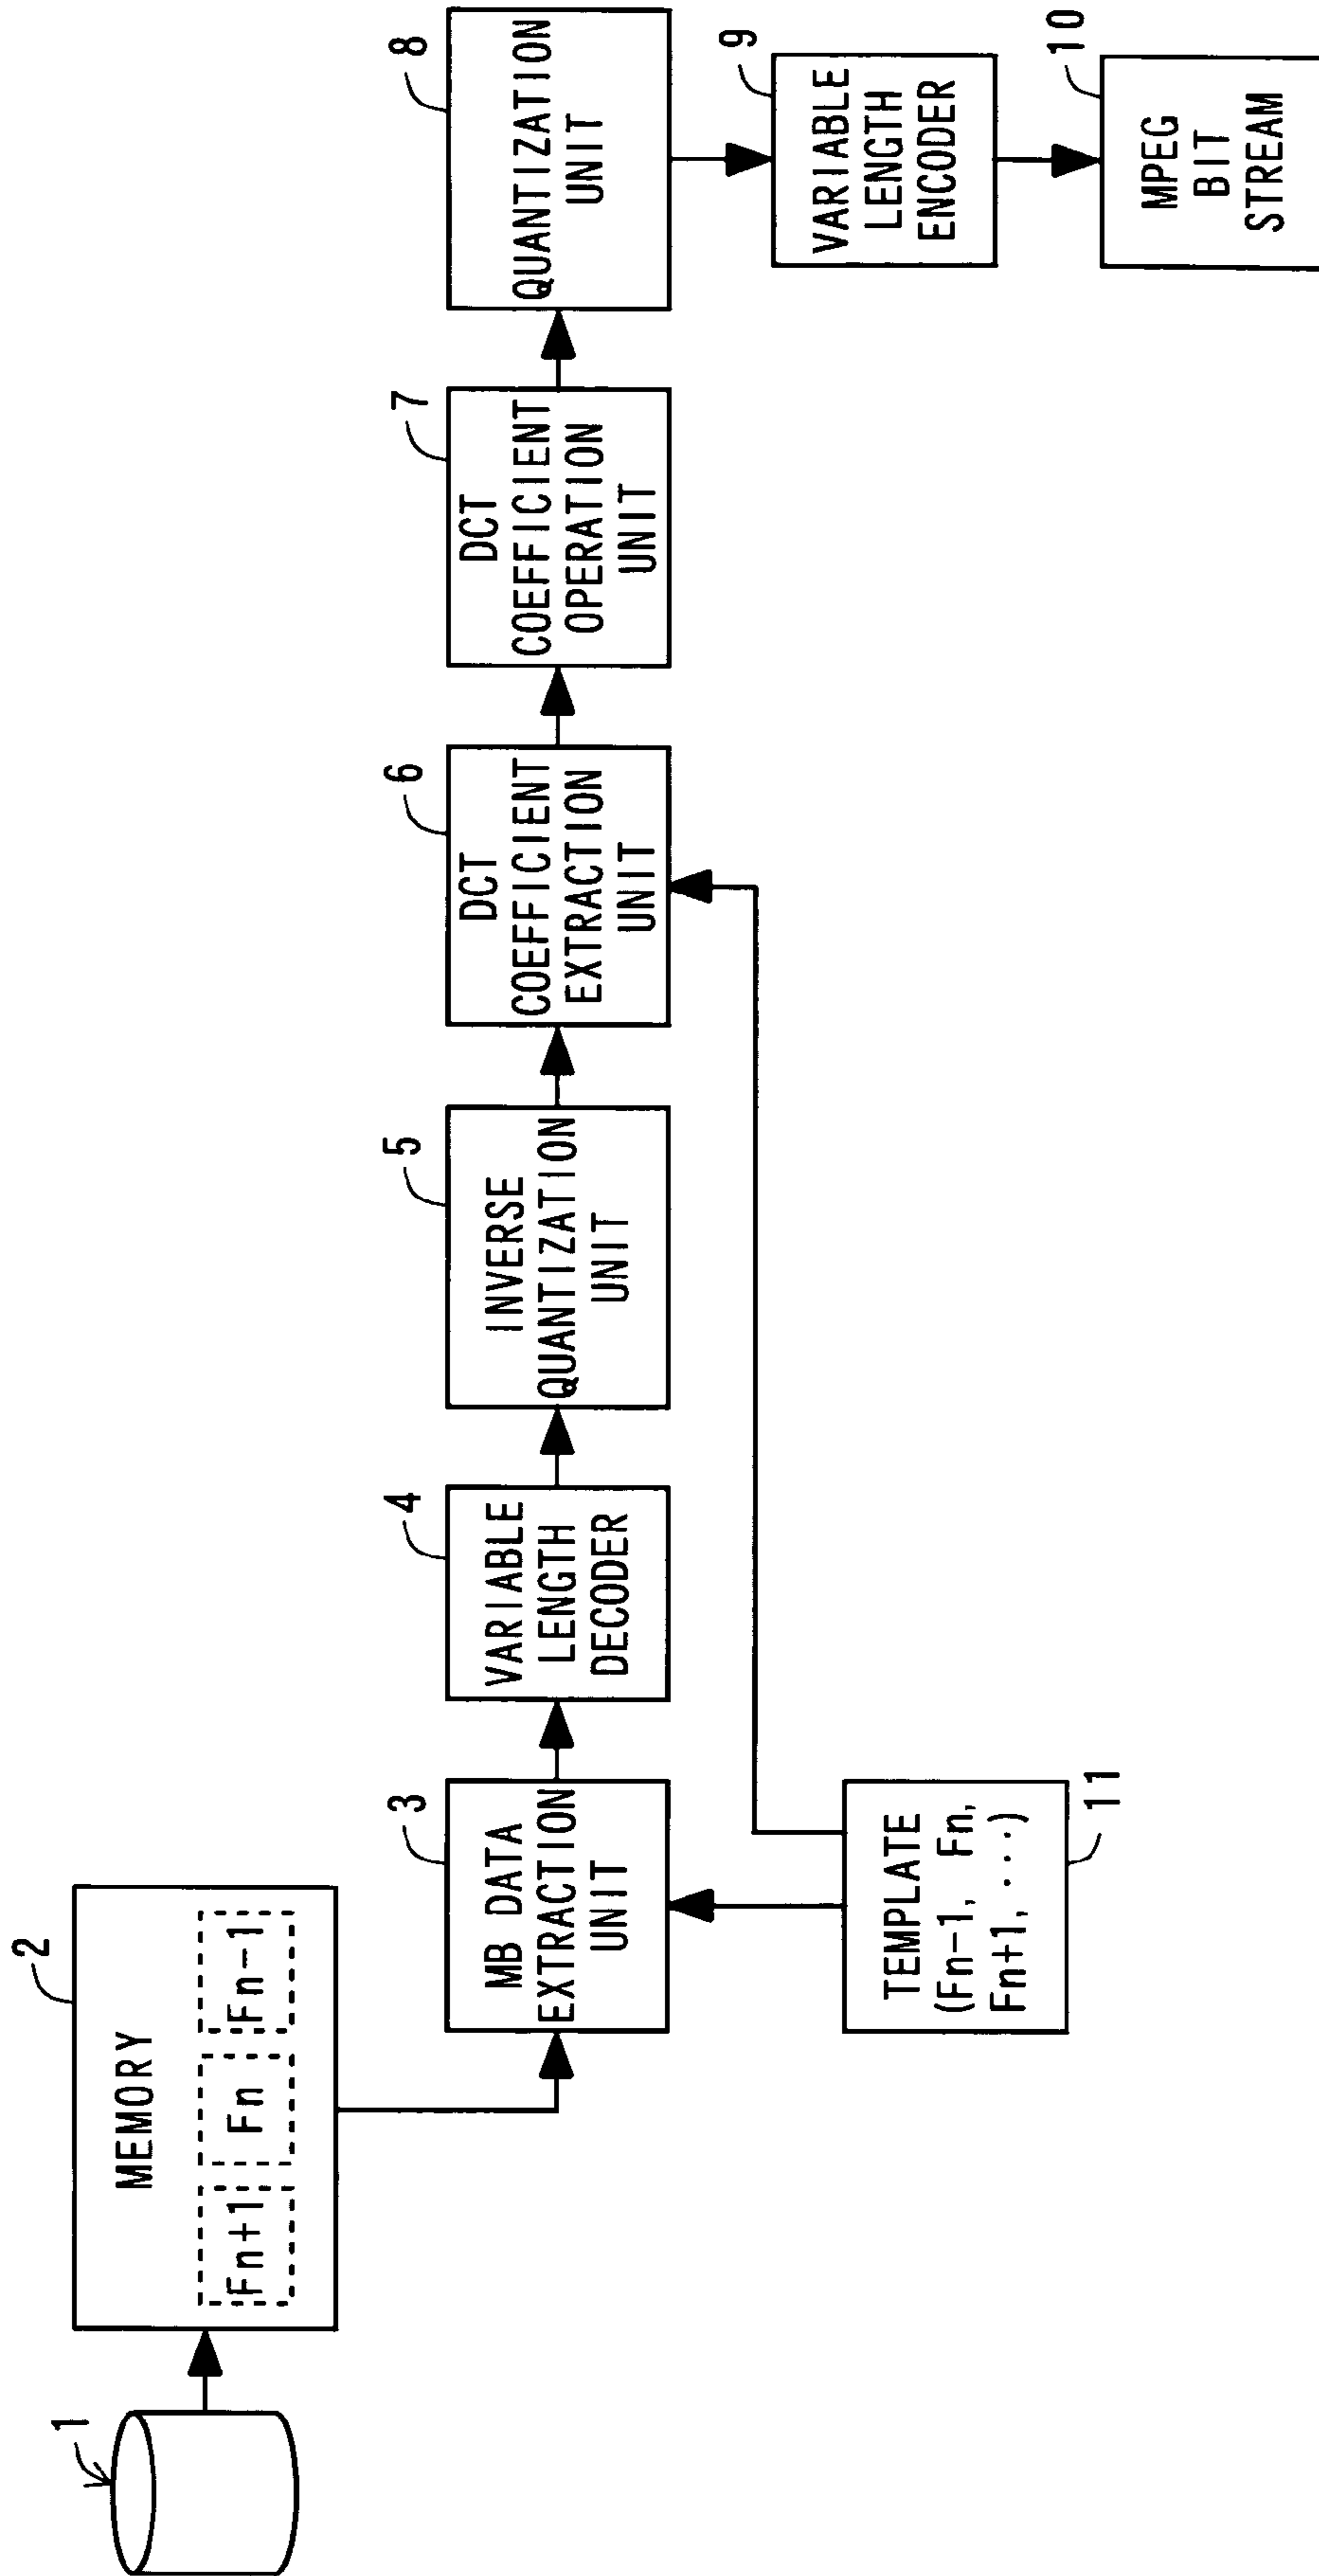 1
2
MEMORY
Fn+1
Fn
Fn-1
3
MB DATA
EXTRACTION
UNIT
4
VARIABLE
LENGTH
DECODER
5
INVERSE
QUANTIZATION
UNIT
6
DCT
COEFFICIENT
EXTRACTION
UNIT
7
DCT
COEFFICIENT
OPERATION
UNIT
8
QUANTIZATION
UNIT
9
VARIABLE
LENGTH
ENCODER
10
MPEG
BIT
STREAM
TEMPLATE
(Fn-1, Fn,
Fn+1, ····)
11